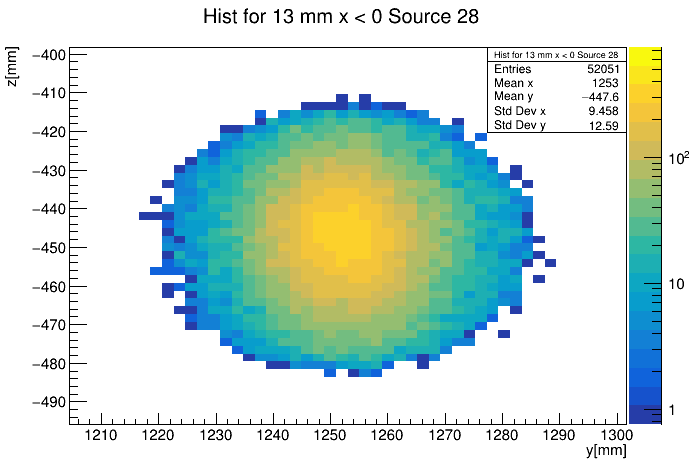 Hist for 13 mm x < 0 Source 28
z[mm]
Hist for 13 mm x < 0 Source 28
Entries 52051
Mean x 1253
Mean y −447.6
Std Dev x 9.458
Std Dev y 12.59
−400
−410
−420
−430
−440
−450
−460
−470
−480
−490
10²
10
1
1210 1220 1230 1240 1250 1260 1270 1280 1290 1300
y[mm]